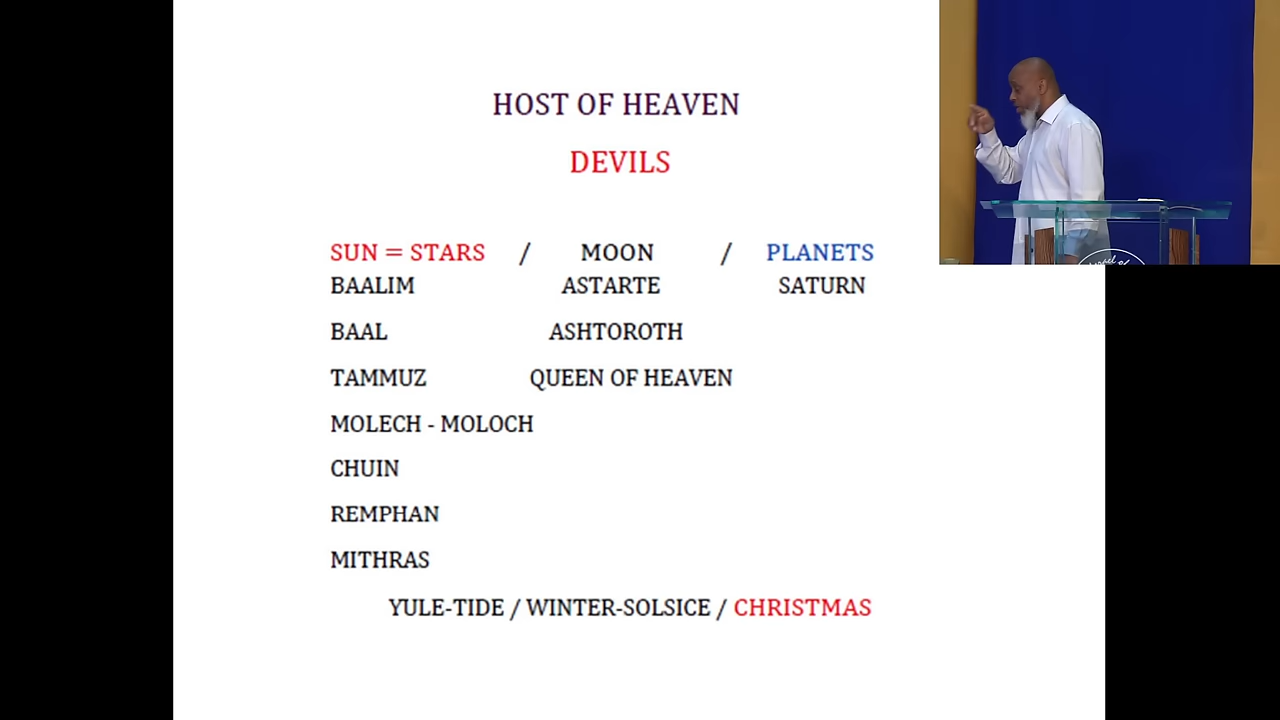 HOST OF HEAVEN
DEVILS
SUN = STARS / MOON / PLANETS
BAALIM ASTARTE SATURN
BAAL ASHTOROTH
TAMMUZ QUEEN OF HEAVEN
MOLECH - MOLOCH
CHUIN
REMPHAN
MITHRAS
YULE-TIDE / WINTER-SOLSICE / CHRISTMAS